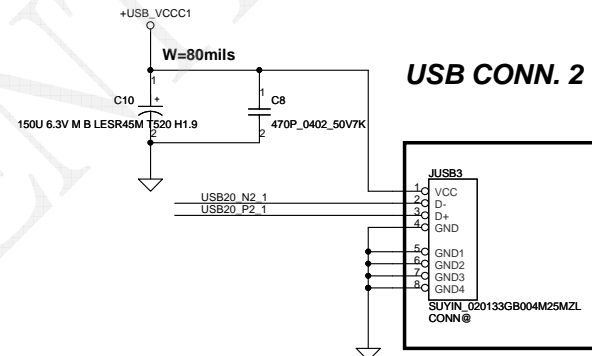 +USB_VCCC1
W=80mils
USB CONN. 2
1
C10
+
150U 6.3V M B LESR45M T520 H1.9
2
1
C8
2
470P_0402_50V7K
JUSB3
1 VCC
USB20_N2_1 2 D-
USB20_P2_1 3 D+
4 GND
5 GND1
6 GND2
7 GND3
8 GND4
SUYIN_020133GB004M25MZL
CONN@